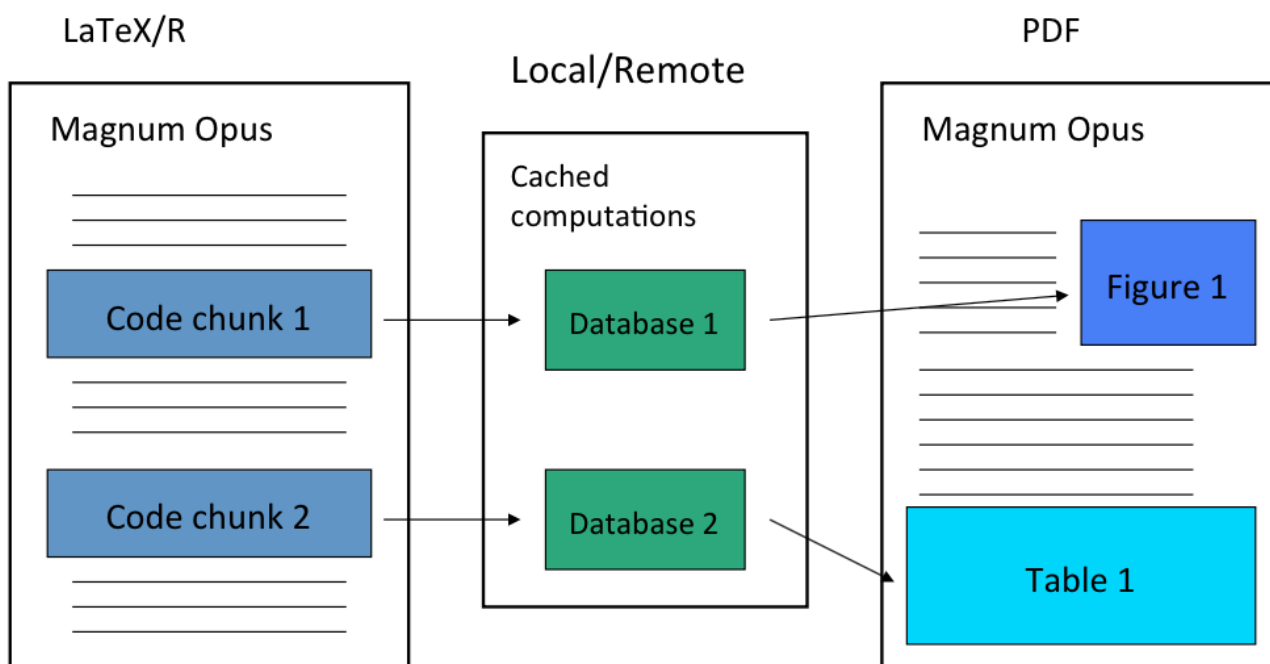 LaTeX/R
Magnum Opus
Code chunk 1
Code chunk 2
Local/Remote
Cached
computations
Database 1
Database 2
PDF
Magnum Opus
Figure 1
Table 1